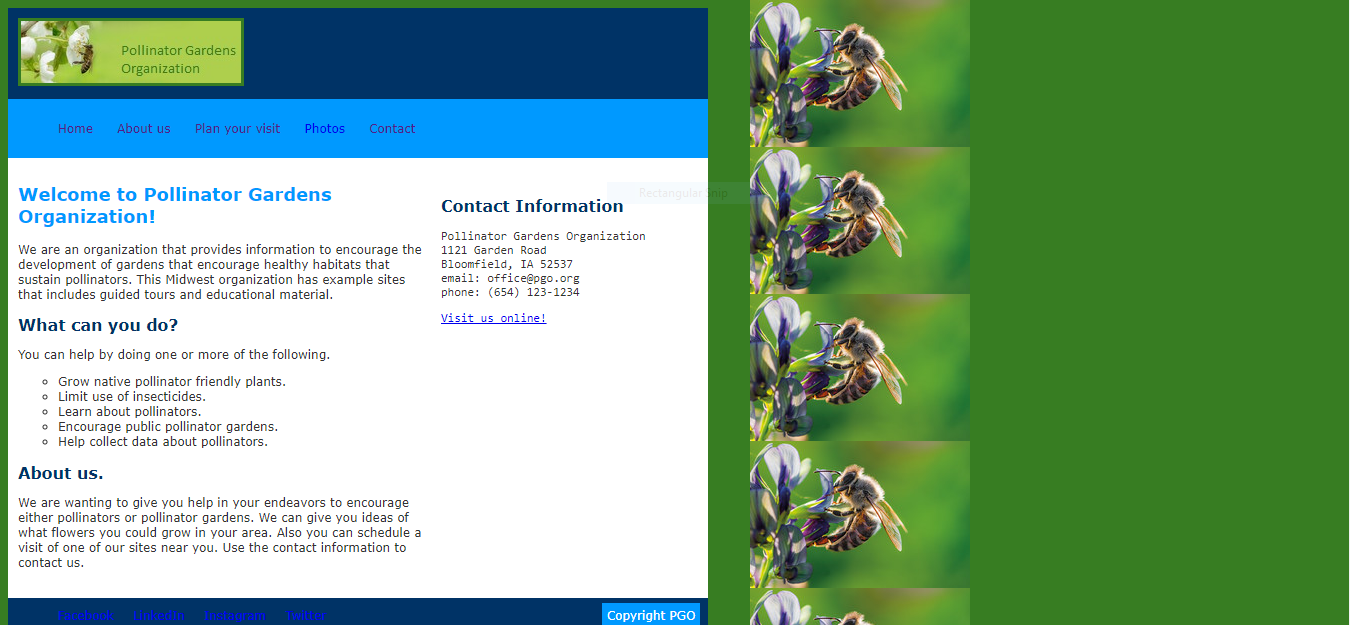 Pollinator Gardens
Organization
Home About us Plan your visit Photos Contact
Welcome to Pollinator Gardens
Organization!
We are an organization that provides information to encourage the
development of gardens that encourage healthy habitats that
sustain pollinators. This Midwest organization has example sites
that includes guided tours and educational material.
What can you do?
You can help by doing one or more of the following.
Grow native pollinator friendly plants.
Limit use of insecticides.
Learn about pollinators.
Encourage public pollinator gardens.
Help collect data about pollinators.
About us.
We are wanting to give you help in your endeavors to encourage
either pollinators or pollinator gardens. We can give you ideas of
what flowers you could grow in your area. Also you can schedule a
visit of one of our sites near you. Use the contact information to
contact us.
Rectangular Snip
Contact Information
Pollinator Gardens Organization
1121 Garden Road
Bloomfield, IA 52537
email: office@pgo.org
phone: (654) 123-1234
Visit us online!
Facebook LinkedIn Instagram Twitter
Copyright PGO